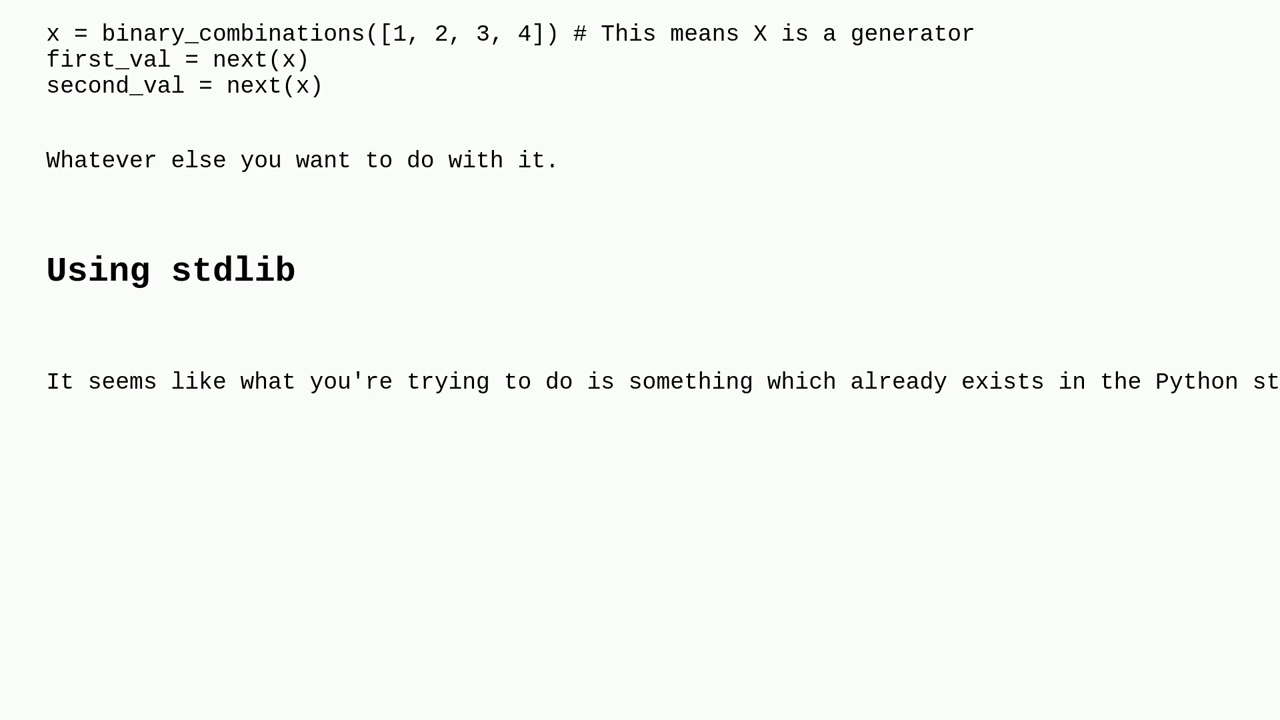 x = binary_combinations([1, 2, 3, 4]) # This means X is a generator
first_val = next(x)
second_val = next(x)
Whatever else you want to do with it.
Using stdlib
It seems like what you're trying to do is something which already exists in the Python